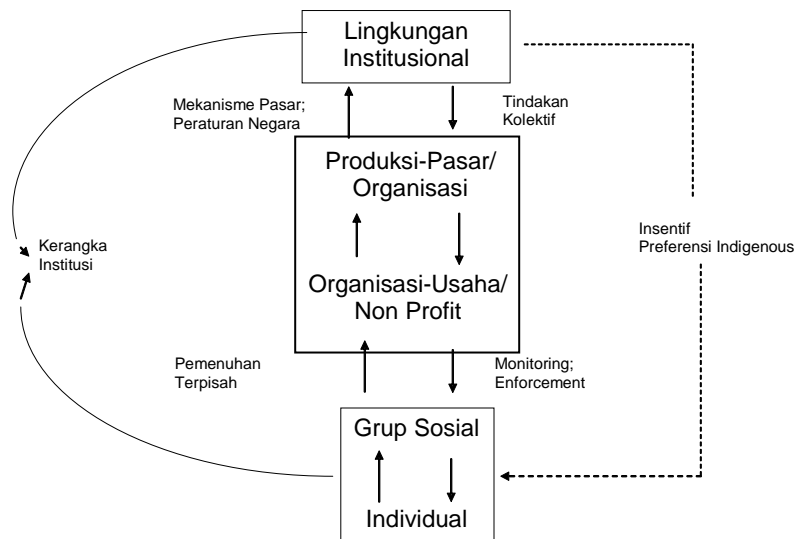 Lingkungan
Institusional
Mekanisme Pasar;
Peraturan Negara
Tindakan
Kolektif
Produksi-Pasar/
Organisasi
Kerangka
Institusi
Insentif
Preferensi Indigenous
Organisasi-Usaha/
Non Profit
Pemenuhan
Terpisah
Monitoring;
Enforcement
Grup Sosial
Individual